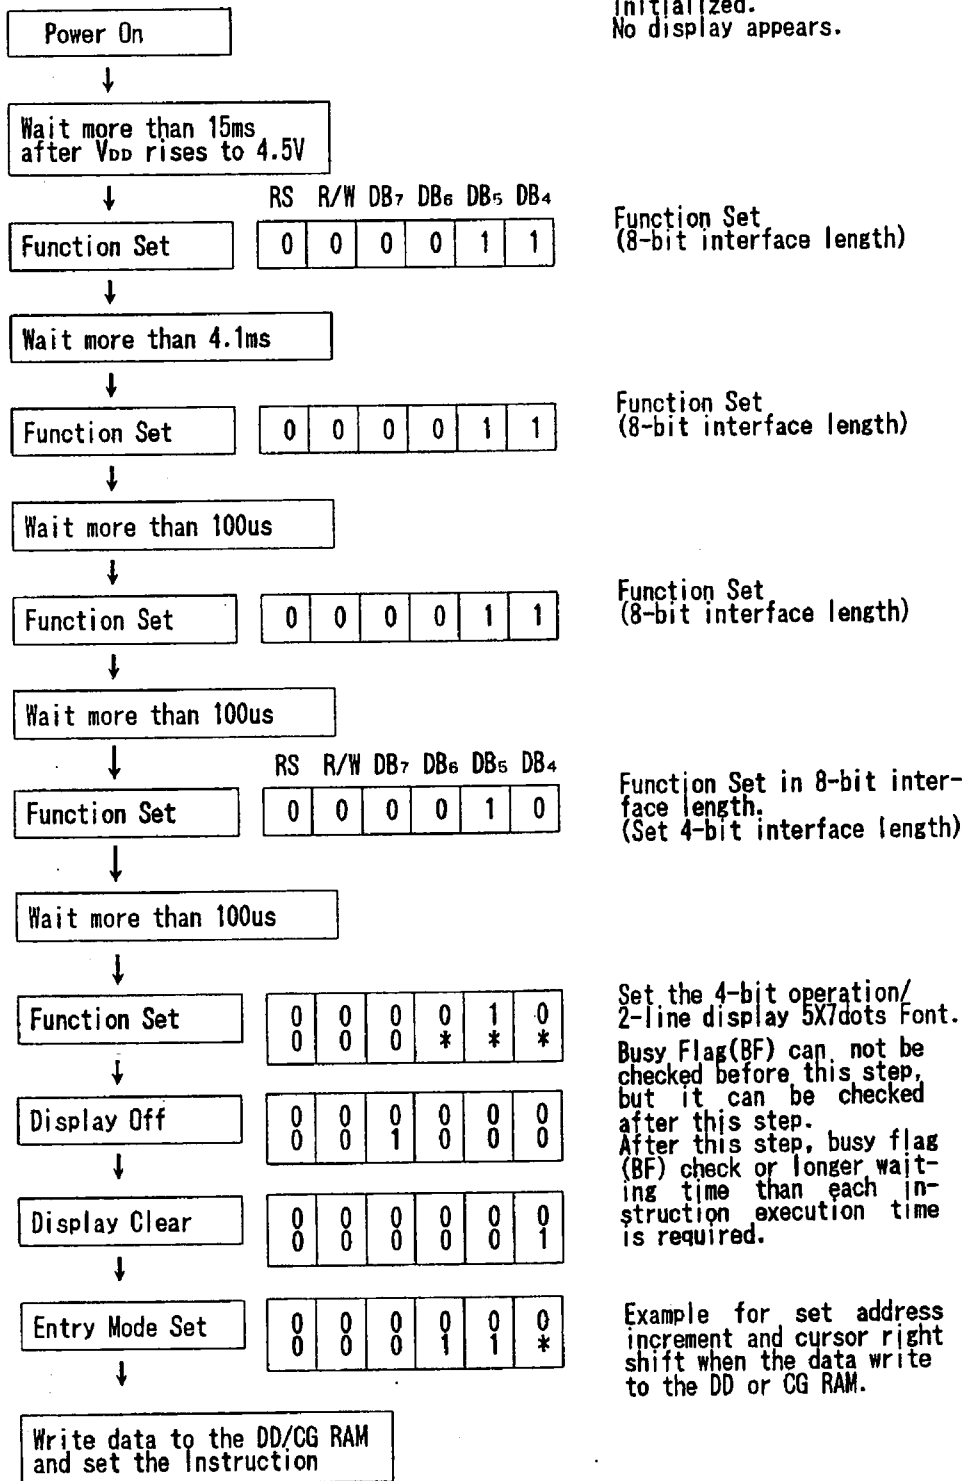 Initialized.
Power On
No display appears.
Wait more than 15ms
after VDD rises to 4.5V
RS R/W DB7 DB6 DB5 DB4
Function Set
0 0 0 0 1 1
Function Set
(8-bit interface length)
Wait more than 4.1ms
Function Set
0 0 0 0 1 1
Function Set
(8-bit interface length)
Wait more than 100us
Function Set
0 0 0 0 1 1
Function Set
(8-bit interface length)
Wait more than 100us
RS R/W DB7 DB6 DB5 DB4
Function Set
0 0 0 0 1 0
Function Set in 8-bit inter-
face length.
(Set 4-bit interface length)
Wait more than 100us
Function Set
0 0 0 0 1 0
0 0 0 * * *
Set the 4-bit operation/
2-line display 5X7dots Font.
Busy Flag(BF) can not be
checked before this step,
but it can be checked
after this step.
After this step, busy flag
(BF) check or longer wait-
ing time than each in-
struction execution time
is required.
Display Off
0 0 0 0 0 0
0 0 1 0 0 0
Display Clear
0 0 0 0 0 0
0 0 0 0 0 1
Entry Mode Set
0 0 0 0 0 0
0 0 0 1 1 *
Example for set address
increment and cursor right
shift when the data write
to the DD or CG RAM.
Write data to the DD/CG RAM
and set the Instruction